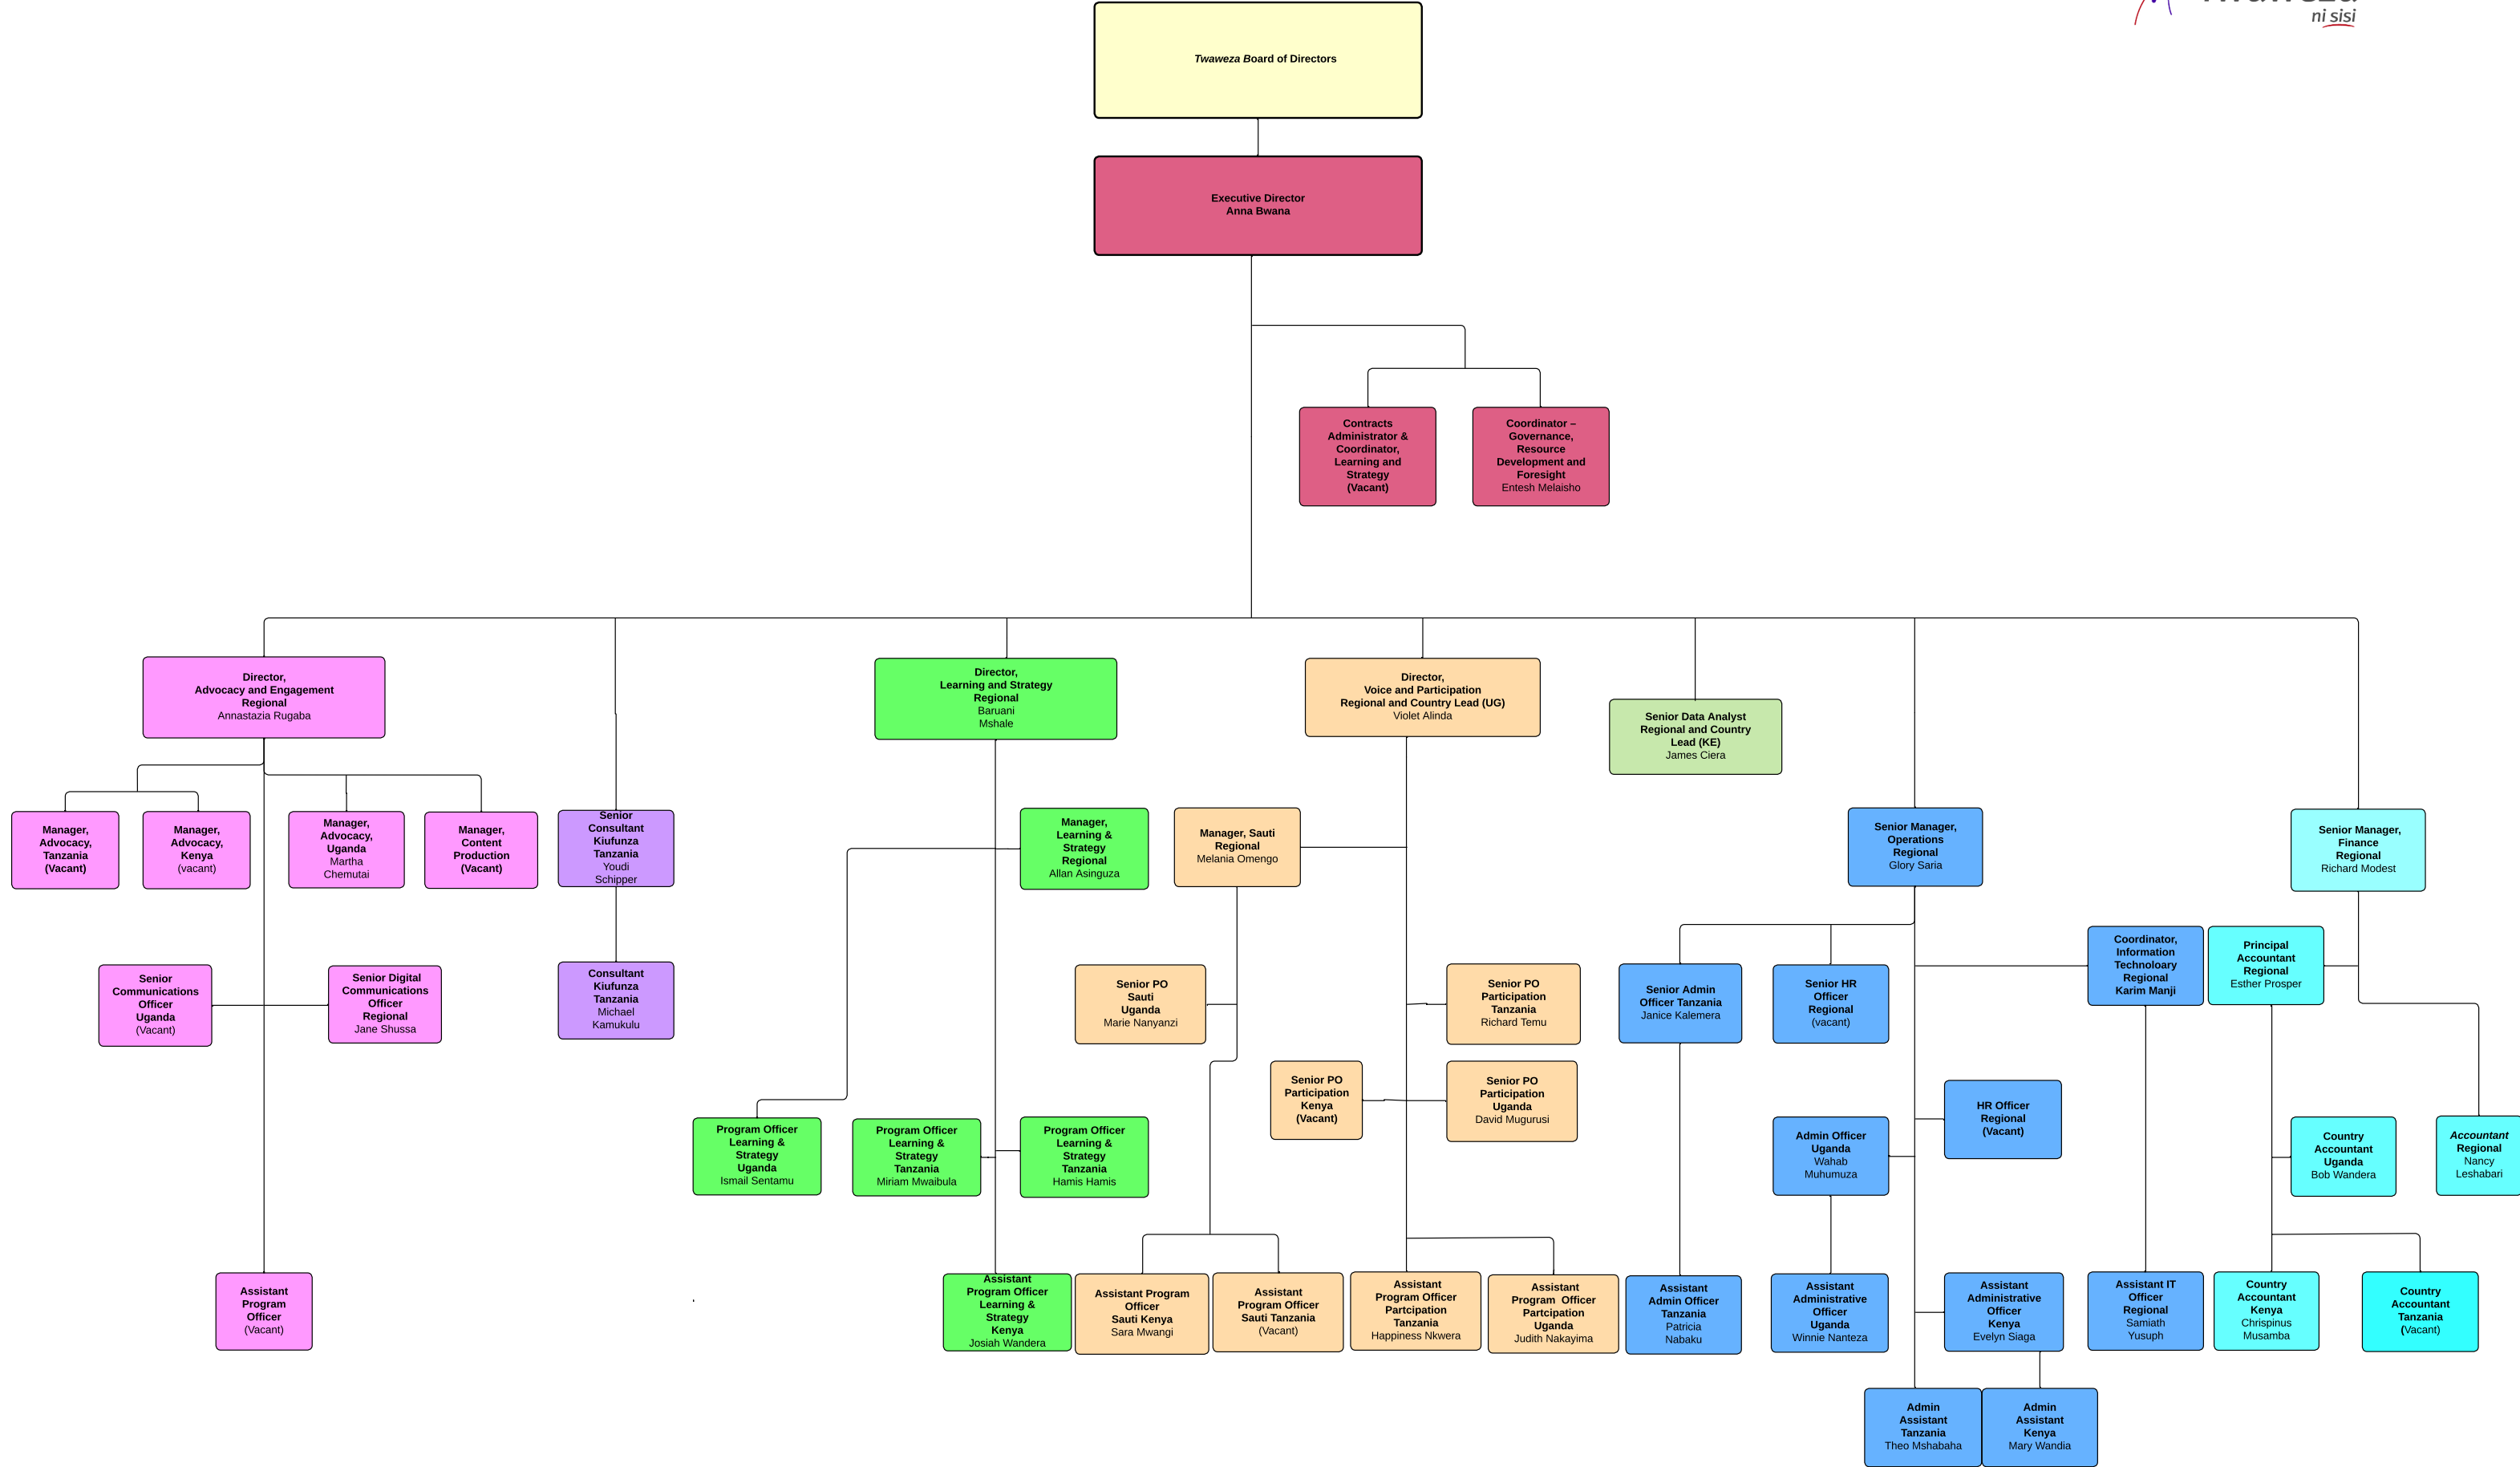 ni sisi
Twaweza Board of Directors
Executive Director
Anna Bwana
Contracts
Administrator &
Coordinator,
Learning and
Strategy
(Vacant)
Coordinator –
Governance,
Resource
Development and
Foresight
Entesh Melaisho
Director,
Advocacy and Engagement
Regional
Annastazia Rugaba
Director,
Learning and Strategy
Regional
Baruani
Mshale
Director,
Voice and Participation
Regional and Country Lead (UG)
Violet Alinda
Senior Data Analyst
Regional and Country
Lead (KE)
James Ciera
Manager,
Advocacy,
Tanzania
(Vacant)
Manager,
Advocacy,
Kenya
(vacant)
Manager,
Advocacy,
Uganda
Martha
Chemutai
Manager,
Content
Production
(Vacant)
Senior
Consultant
Kiufunza
Tanzania
Youdi
Schipper
Manager,
Learning &
Strategy
Regional
Allan Asinguza
Manager, Sauti
Regional
Melania Omengo
Senior Manager,
Operations
Regional
Glory Saria
Senior Manager,
Finance
Regional
Richard Modest
Senior
Communications
Officer
Uganda
(Vacant)
Senior Digital
Communications
Officer
Regional
Jane Shussa
Consultant
Kiufunza
Tanzania
Michael
Kamukulu
Senior PO
Sauti
Uganda
Marie Nanyanzi
Senior PO
Participation
Tanzania
Richard Temu
Senior Admin
Officer Tanzania
Janice Kalemera
Senior HR
Officer
Regional
(vacant)
Coordinator,
Information
Technoloary
Regional
Karim Manji
Principal
Accountant
Regional
Esther Prosper
Senior PO
Participation
Kenya
(Vacant)
Senior PO
Participation
Uganda
David Mugurusi
HR Officer
Regional
(Vacant)
Program Officer
Learning &
Strategy
Uganda
Ismail Sentamu
Program Officer
Learning &
Strategy
Tanzania
Miriam Mwaibula
Program Officer
Learning &
Strategy
Tanzania
Hamis Hamis
Admin Officer
Uganda
Wahab
Muhumuza
Country
Accountant
Uganda
Bob Wandera
Accountant
Regional
Nancy
Leshabari
Assistant
Program
Officer
(Vacant)
Assistant
Program Officer
Learning &
Strategy
Kenya
Josiah Wandera
Assistant Program
Officer
Sauti Kenya
Sara Mwangi
Assistant
Program Officer
Sauti Tanzania
(Vacant)
Assistant
Program Officer
Partcipation
Tanzania
Happiness Nkwera
Assistant
Program Officer
Partcipation
Uganda
Judith Nakayima
Assistant
Admin Officer
Tanzania
Patricia
Nabaku
Assistant
Administrative
Officer
Uganda
Winnie Nanteza
Assistant
Administrative
Officer
Kenya
Evelyn Siaga
Assistant IT
Officer
Regional
Samiath
Yusuph
Country
Accountant
Kenya
Chrispinus
Musamba
Country
Accountant
Tanzania
(Vacant)
Admin
Assistant
Tanzania
Theo Mshabaha
Admin
Assistant
Kenya
Mary Wandia